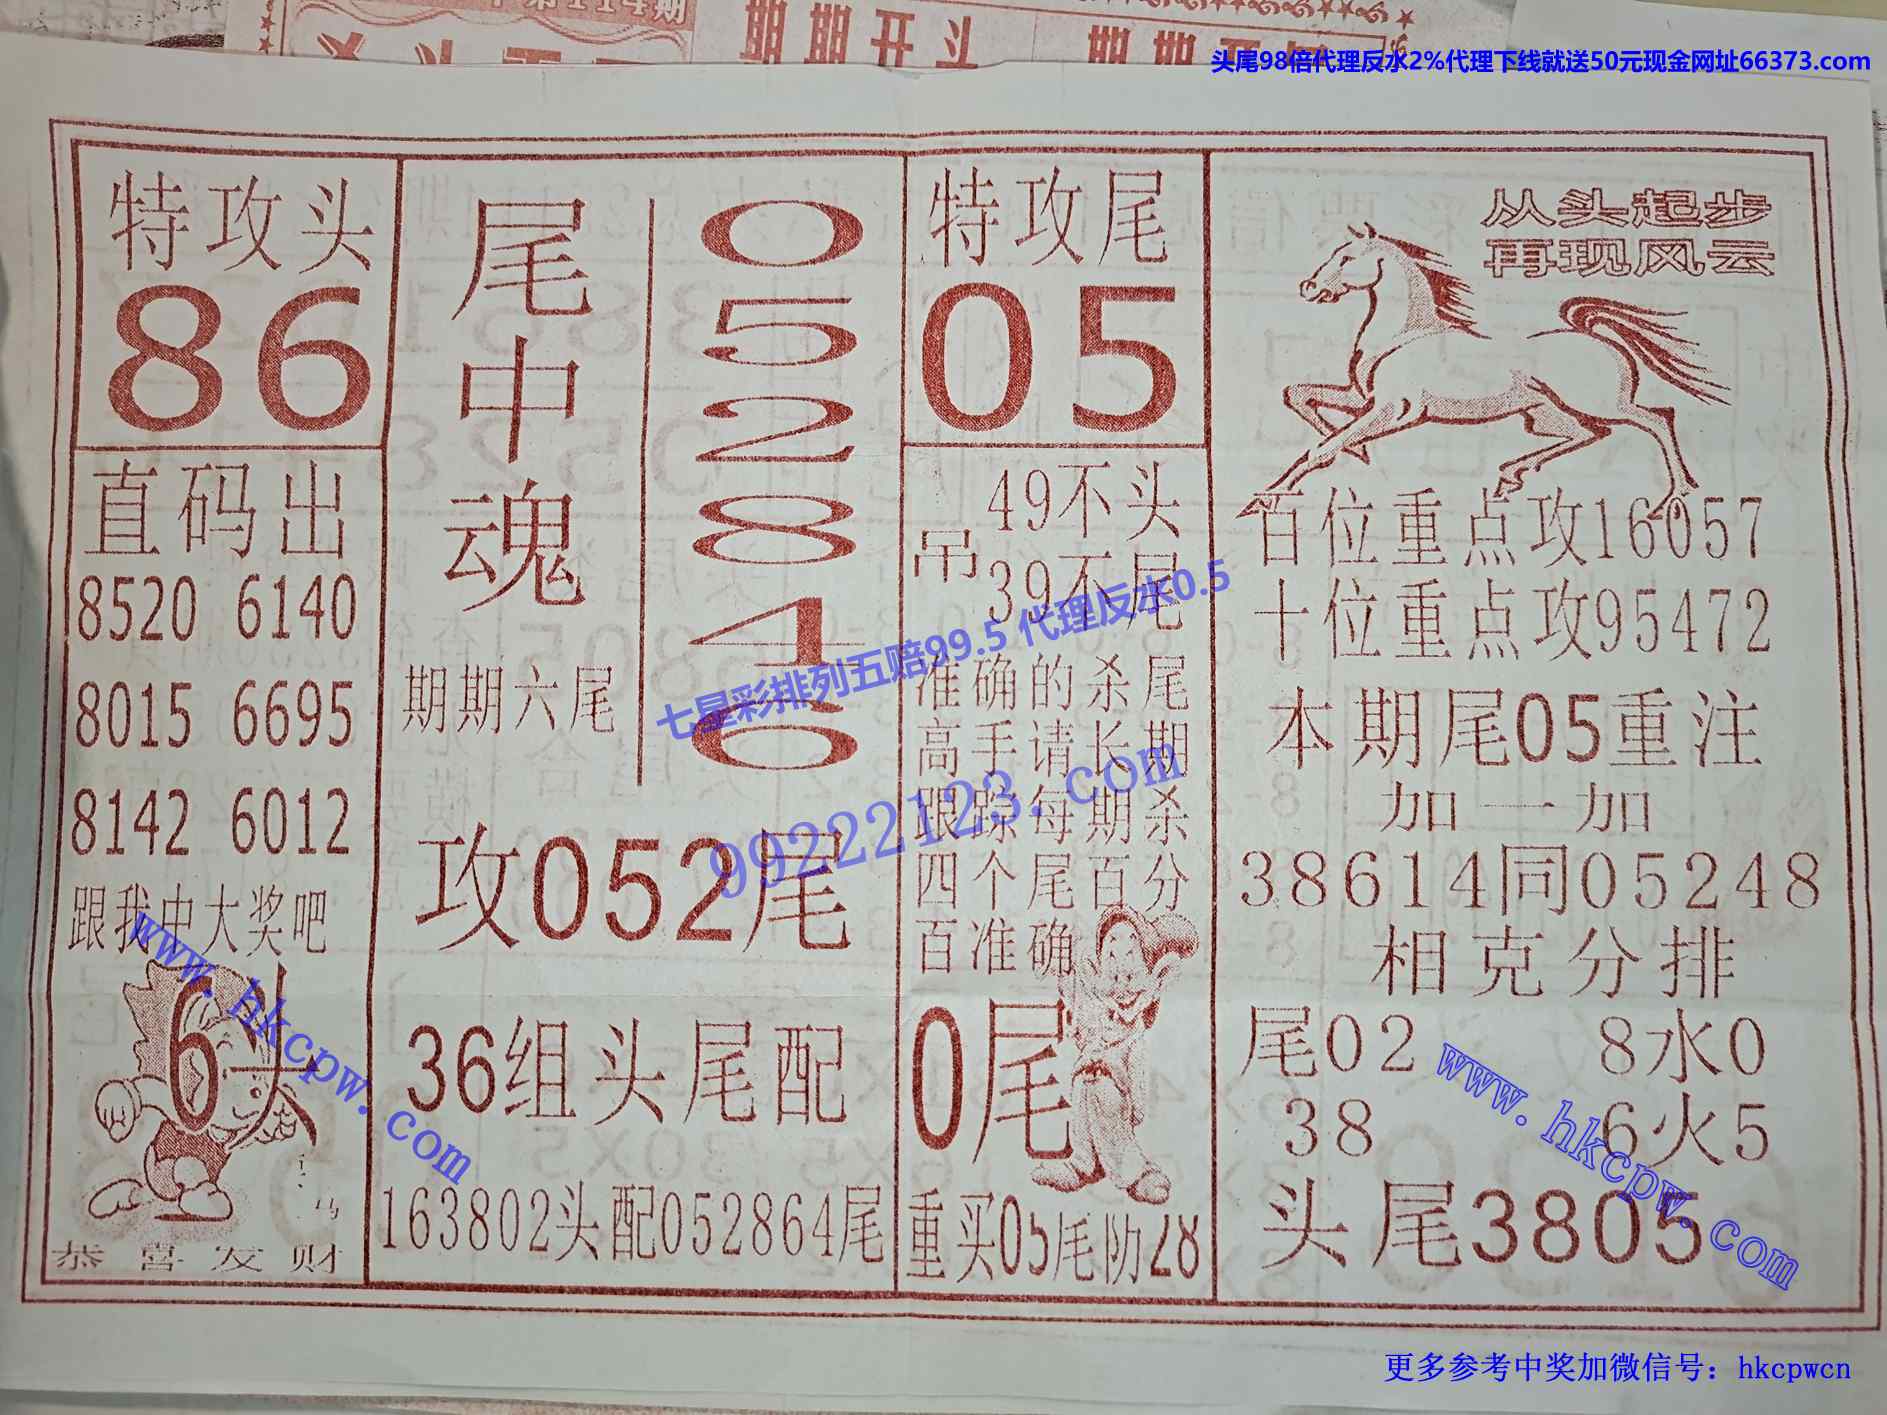 第114期
期期开头
头尾98倍代理反水2%代理下线就送50元现金网址66373.com
特攻头
86
直码出
8520 6140
8015 6695
8142 6012
跟我中大奖吧
6头
恭喜发财
尾中魂
052846
期期六尾
攻052尾
36组头尾配
163802头配052864尾
特攻尾
05
吊
49不头
39不尾
准确的杀尾
高手请长期
跟踪每期杀
四个尾百分
百准确
0尾
重买05尾防28
从头起步
再现风云
百位重点攻16057
十位重点攻95472
本期尾05重注
加一加
38614同05248
相克分排
尾02 8水0
38 6火5
头尾3805
七星彩排列五赔99.5 代理反水0.5
99222123.com
www.hkcpw.com
www.hkcpw.com
更多参考中奖加微信号：hkcpwcn